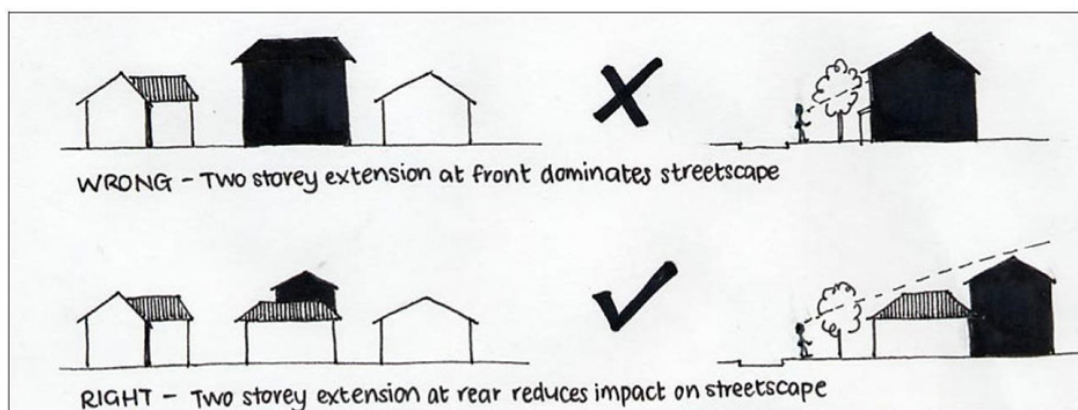 WRONG - TWO STOREY EXTENSION AT FRONT DOMINATES STREETSCAPE
RIGHT - TWO STOREY EXTENSION AT REAR REDUCES IMPACT ON STREETSCAPE